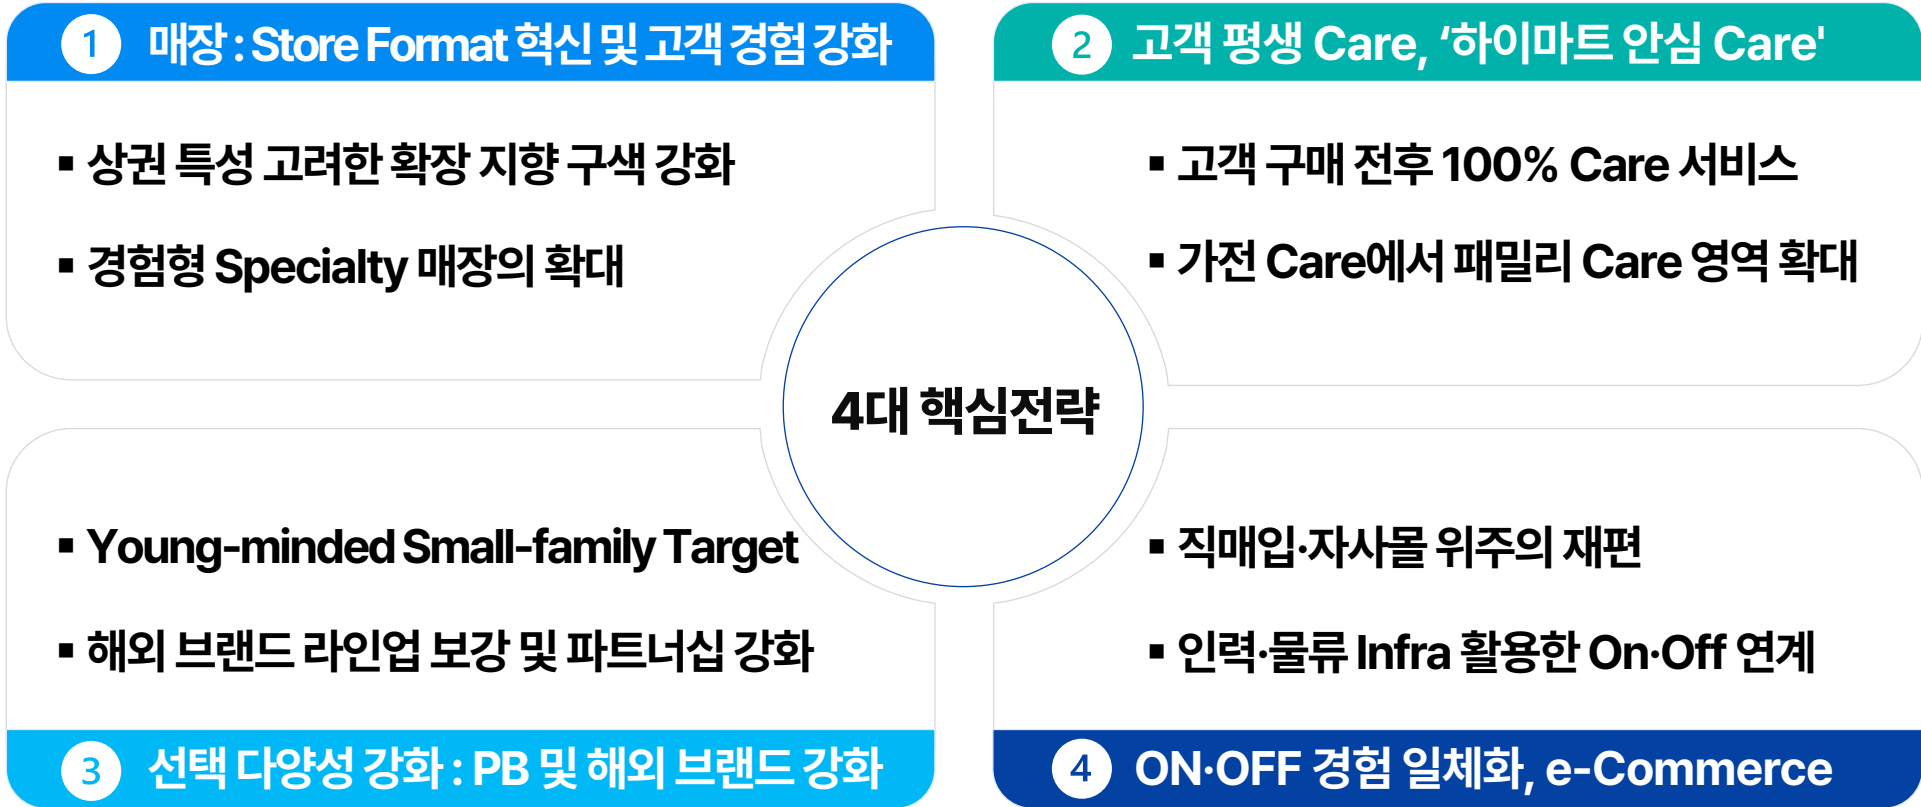 1 매장 : Store Format 혁신 및 고객 경험 강화
▪ 상권 특성 고려한 확장 지향 구색 강화
▪ 경험형 Specialty 매장의 확대
2 고객 평생 Care, ‘하이마트 안심 Care'
▪ 고객 구매 전후 100% Care 서비스
▪ 가전 Care에서 패밀리 Care 영역 확대
4대 핵심전략
▪ Young-minded Small-family Target
▪ 해외 브랜드 라인업 보강 및 파트너십 강화
3 선택 다양성 강화 : PB 및 해외 브랜드 강화
▪ 직매입·자사몰 위주의 재편
▪ 인력·물류 Infra 활용한 On·Off 연계
4 ON·OFF 경험 일체화, e-Commerce